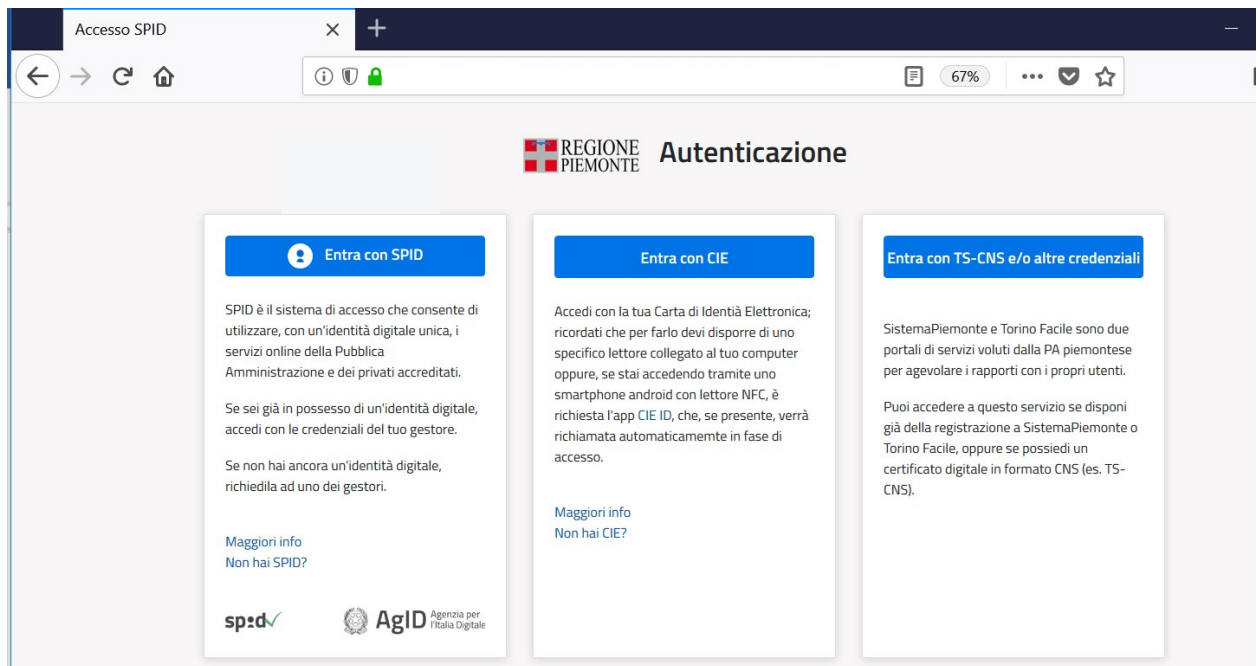 Accesso SPID
67%
REGIONE
PIEMONTE
Autenticazione
Entra con SPID
SPID è il sistema di accesso che consente di
utilizzare, con un'identità digitale unica, i
servizi online della Pubblica
Amministrazione e dei privati accreditati.
Se sei già in possesso di un'identità digitale,
accedi con le credenziali del tuo gestore.
Se non hai ancora un'identità digitale,
richiedila ad uno dei gestori.
Maggiori info
Non hai SPID?
spid
AgID Agenzia per
l'Italia Digitale
Entra con CIE
Accedi con la tua Carta di Identià Elettronica;
ricordati che per farlo devi disporre di uno
specifico lettore collegato al tuo computer
oppure, se stai accedendo tramite uno
smartphone android con lettore NFC, è
richiesta l'app CIE ID, che, se presente, verrà
richiamata automaticamemte in fase di
accesso.
Maggiori info
Non hai CIE?
Entra con TS-CNS e/o altre credenziali
SistemaPiemonte e Torino Facile sono due
portali di servizi voluti dalla PA piemontese
per agevolare i rapporti con i propri utenti.
Puoi accedere a questo servizio se disponi
già della registrazione a SistemaPiemonte o
Torino Facile, oppure se possiedi un
certificato digitale in formato CNS (es. TS-
CNS).